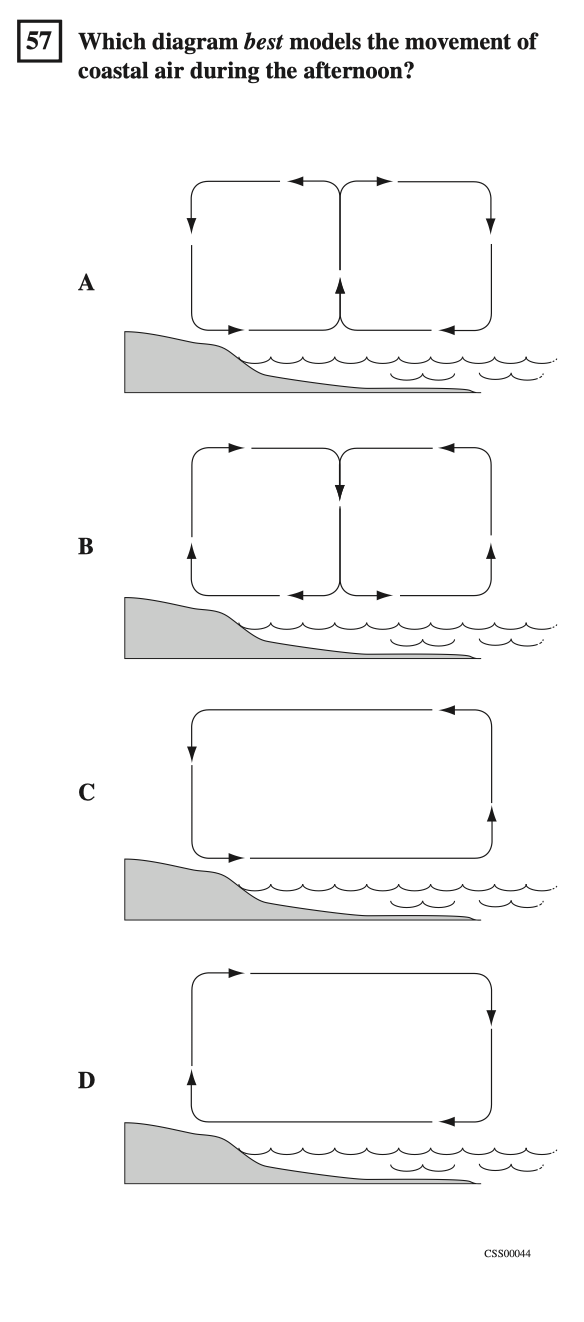 57 Which diagram best models the movement of
coastal air during the afternoon?
A
B
C
D
CSS00044